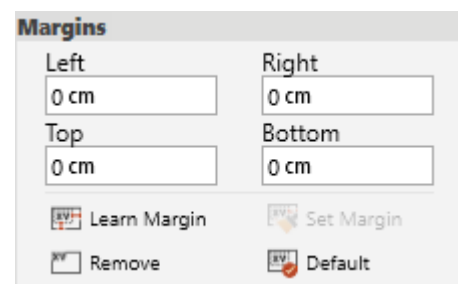 Margins
Left Right
0 cm 0 cm
Top Bottom
0 cm 0 cm
Learn Margin Set Margin
Remove Default